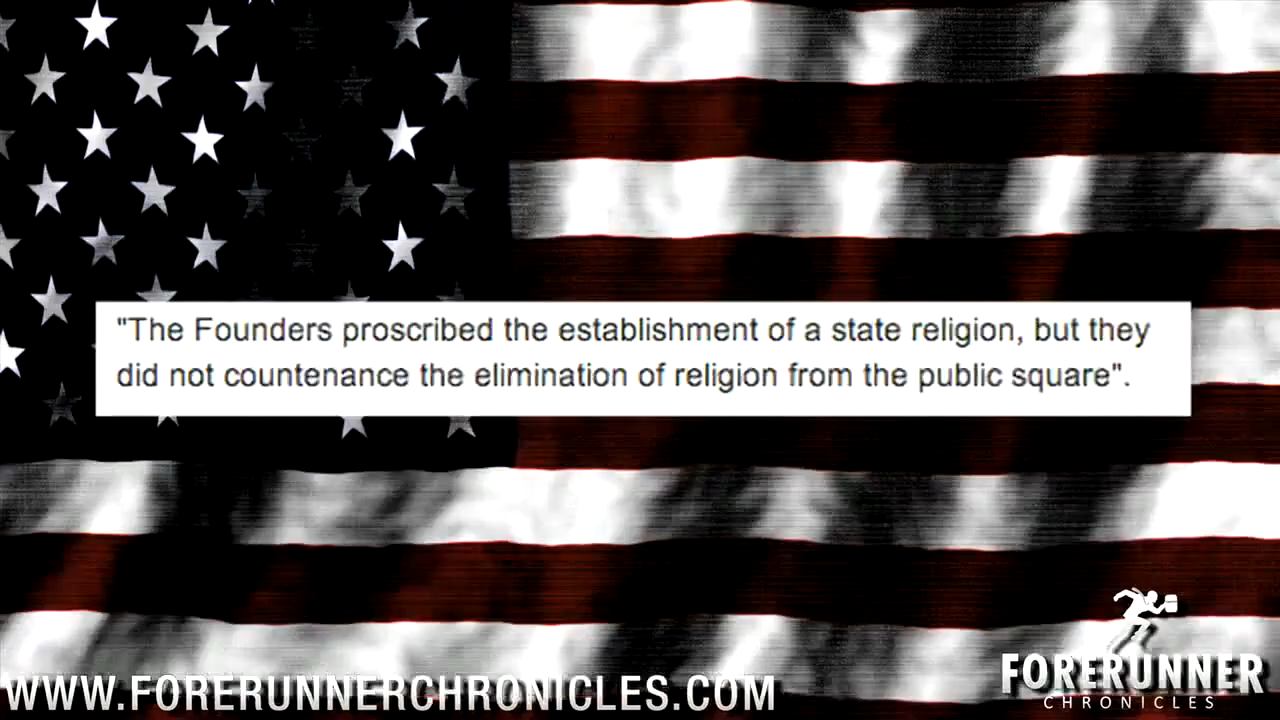 "The Founders proscribed the establishment of a state religion, but they
did not countenance the elimination of religion from the public square".
WWW.FORERUNNERCHRONICLES.COM
FORERUNNER
CHRONICLES